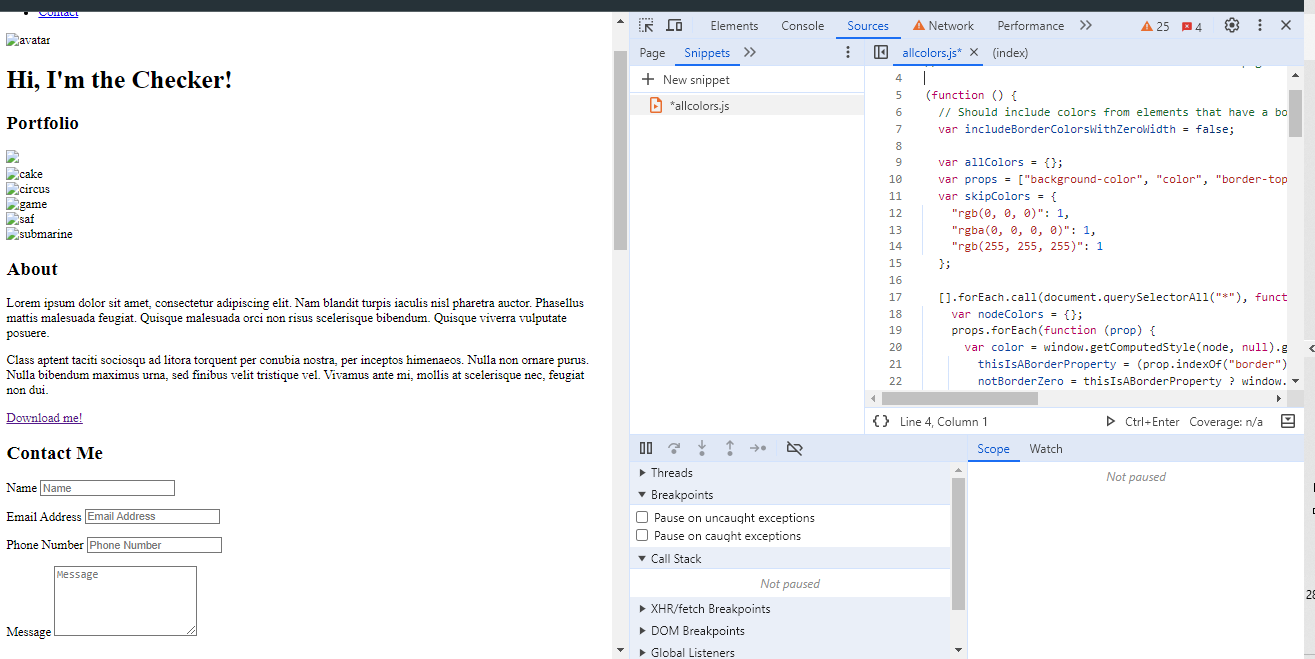 Contact
avatar
Hi, I'm the Checker!
Portfolio
cake
circus
game
saf
submarine
About
Lorem ipsum dolor sit amet, consectetur adipiscing elit. Nam blandit turpis iaculis nisl pharetra auctor. Phasellus
mattis malesuada feugiat. Quisque malesuada orci non risus scelerisque bibendum. Quisque viverra vulputate
posuere.
Class aptent taciti sociosqu ad litora torquent per conubia nostra, per inceptos himenaeos. Nulla non ornare purus.
Nulla bibendum maximus urna, sed finibus velit tristique vel. Vivamus ante mi, mollis at scelerisque nec, feugiat
non dui.
Download me!
Contact Me
Name Name
Email Address Email Address
Phone Number Phone Number
Message
Message
Elements Console Sources Network Performance 25 4
Page Snippets
New snippet
*allcolors.js
allcolors.js* (index)
4
5 (function () {
6 // Should include colors from elements that have a bo
7 var includeBorderColorsWithZeroWidth = false;
8
9 var allColors = {};
10 var props = ["background-color", "color", "border-top
11 var skipColors = {
12 "rgb(0, 0, 0)": 1,
13 "rgba(0, 0, 0, 0)": 1,
14 "rgb(255, 255, 255)": 1
15 };
16
17 [].forEach.call(document.querySelectorAll("*"), funct
18 var nodeColors = {};
19 props.forEach(function (prop) {
20 var color = window.getComputedStyle(node, null).g
21 thisIsABorderProperty = (prop.indexOf("border")
22 notBorderZero = thisIsABorderProperty ? window.
{} Line 4, Column 1 Ctrl+Enter Coverage: n/a
Threads
Breakpoints
Pause on uncaught exceptions
Pause on caught exceptions
Call Stack
Not paused
XHR/fetch Breakpoints
DOM Breakpoints
Global Listeners
Scope Watch
Not paused
28